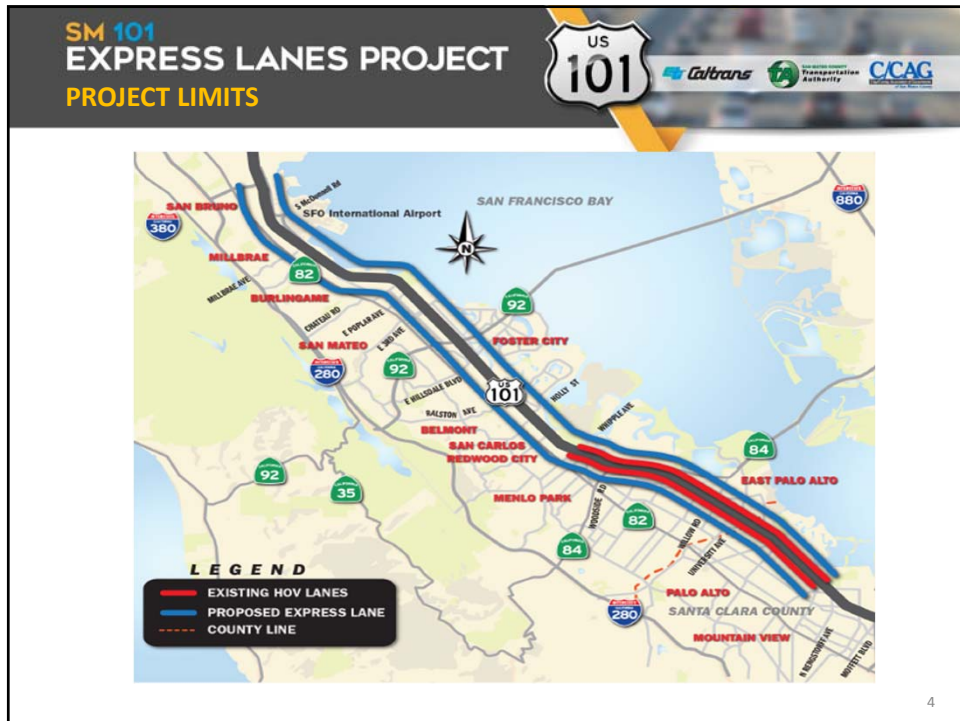 SM 101
EXPRESS LANES PROJECT
PROJECT LIMITS
US
101
Caltrans
TA
SAN MATEO COUNTY
Transportation
Authority
C/CAG
S McDonnell Rd
SAN FRANCISCO BAY
880
SAN BRUNO
SFO International Airport
380
N
MILLBRAE
82
MILLBRAE AVE
BURLINGAME
92
CHATEAU RD
E POPLAR AVE
E 3RD AVE
SAN MATEO
FOSTER CITY
280
92
E HILLSDALE BLVD
US
101
HOLLY ST
RALSTON AVE
WHIPPLE AVE
BELMONT
SAN CARLOS
REDWOOD CITY
84
92
35
EAST PALO ALTO
MENLO PARK
WOODSIDE RD
82
WILLOW RD
UNIVERSITY AVE
84
LEGEND
EXISTING HOV LANES
PROPOSED EXPRESS LANE
COUNTY LINE
280
PALO ALTO
SANTA CLARA COUNTY
MOUNTAIN VIEW
N RENGSTORFF AVE
MOFFETT BLVD
4